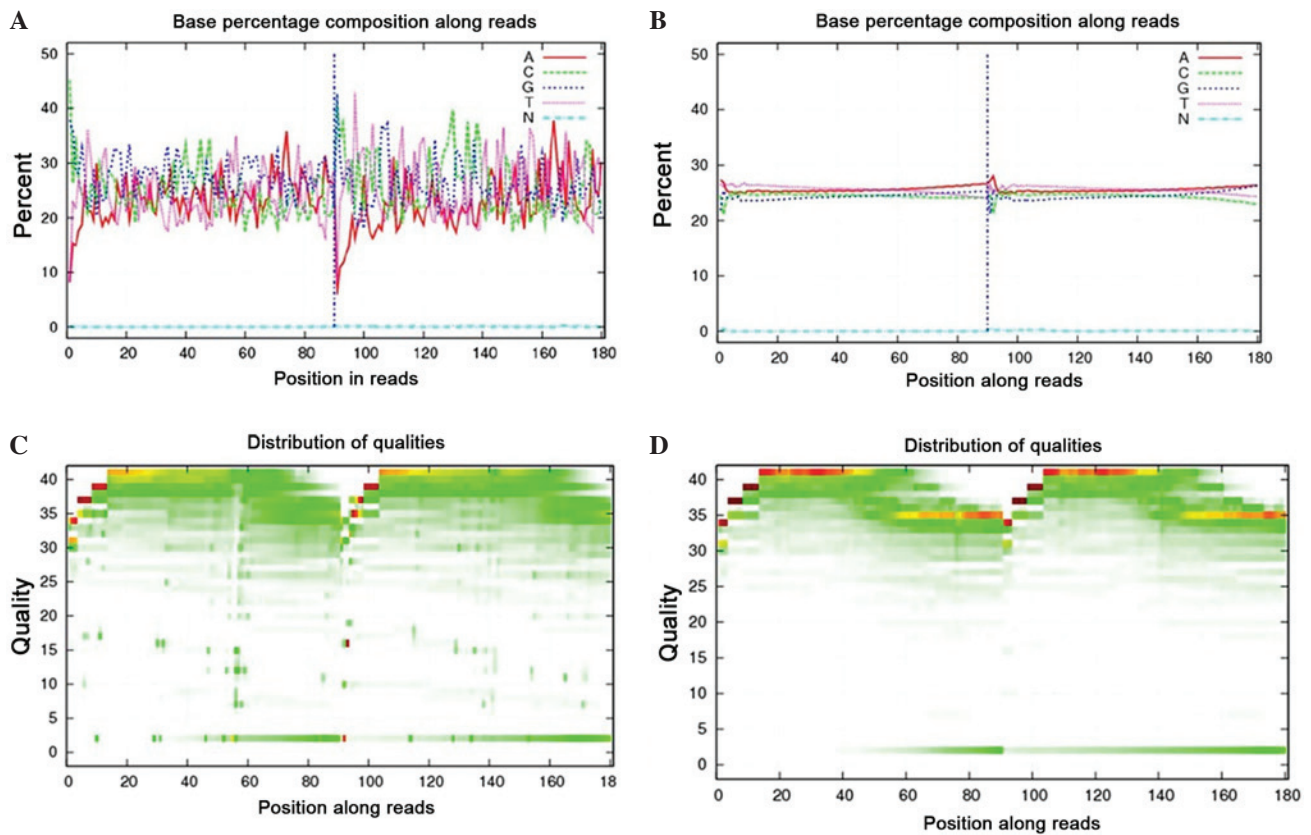 A
Base percentage composition along reads
50
40
30
20
10
0
A
C
G
T
N
Percent
0 20 40 60 80 100 120 140 160 180
Position in reads
B
Base percentage composition along reads
50
40
30
20
10
0
A
C
G
T
N
Percent
0 20 40 60 80 100 120 140 160 180
Position along reads
C
Distribution of qualities
40
35
30
25
20
15
10
5
0
Quality
0 20 40 60 80 100 120 140 160 180
Position along reads
D
Distribution of qualities
40
35
30
25
20
15
10
5
0
Quality
0 20 40 60 80 100 120 140 160 180
Position along reads